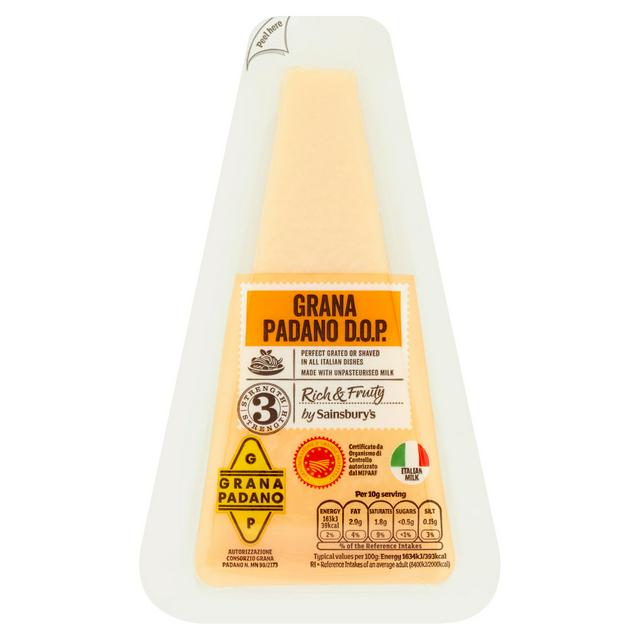 Peel here
GRANA
PADANO D.O.P.
PERFECT GRATED OR SHAVED
IN ALL ITALIAN DISHES
MADE WITH UNPASTEURISED MILK
STRENGTH
3
STRENGTH
Rich & Fruity
by Sainsbury's
G
GRANA
PADANO
P
AUTORIZZAZIONE
CONSORZIO GRANA
PADANO N. MN 90/2173
Certificato da
Organismo di
Controllo
autorizzato
dal MIPAAF
ITALIAN
MILK
Per 10g serving
ENERGY FAT SATURATES SUGARS SALT
163kJ 2.9g 1.8g <0.5g 0.15g
39kcal
2% 4% 9% <1% 3%
% of the Reference Intakes
Typical values per 100g: Energy 1634kJ/393kcal
RI = Reference Intakes of an average adult (8400kJ/2000kcal)